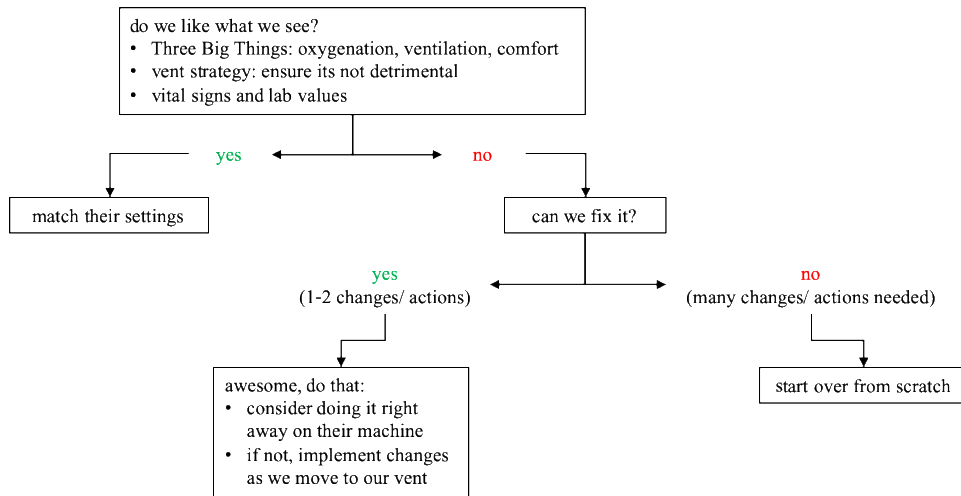 do we like what we see?
• Three Big Things: oxygenation, ventilation, comfort
• vent strategy: ensure its not detrimental
• vital signs and lab values
yes
no
match their settings
can we fix it?
yes
(1-2 changes/ actions)
no
(many changes/ actions needed)
awesome, do that:
• consider doing it right
away on their machine
• if not, implement changes
as we move to our vent
start over from scratch